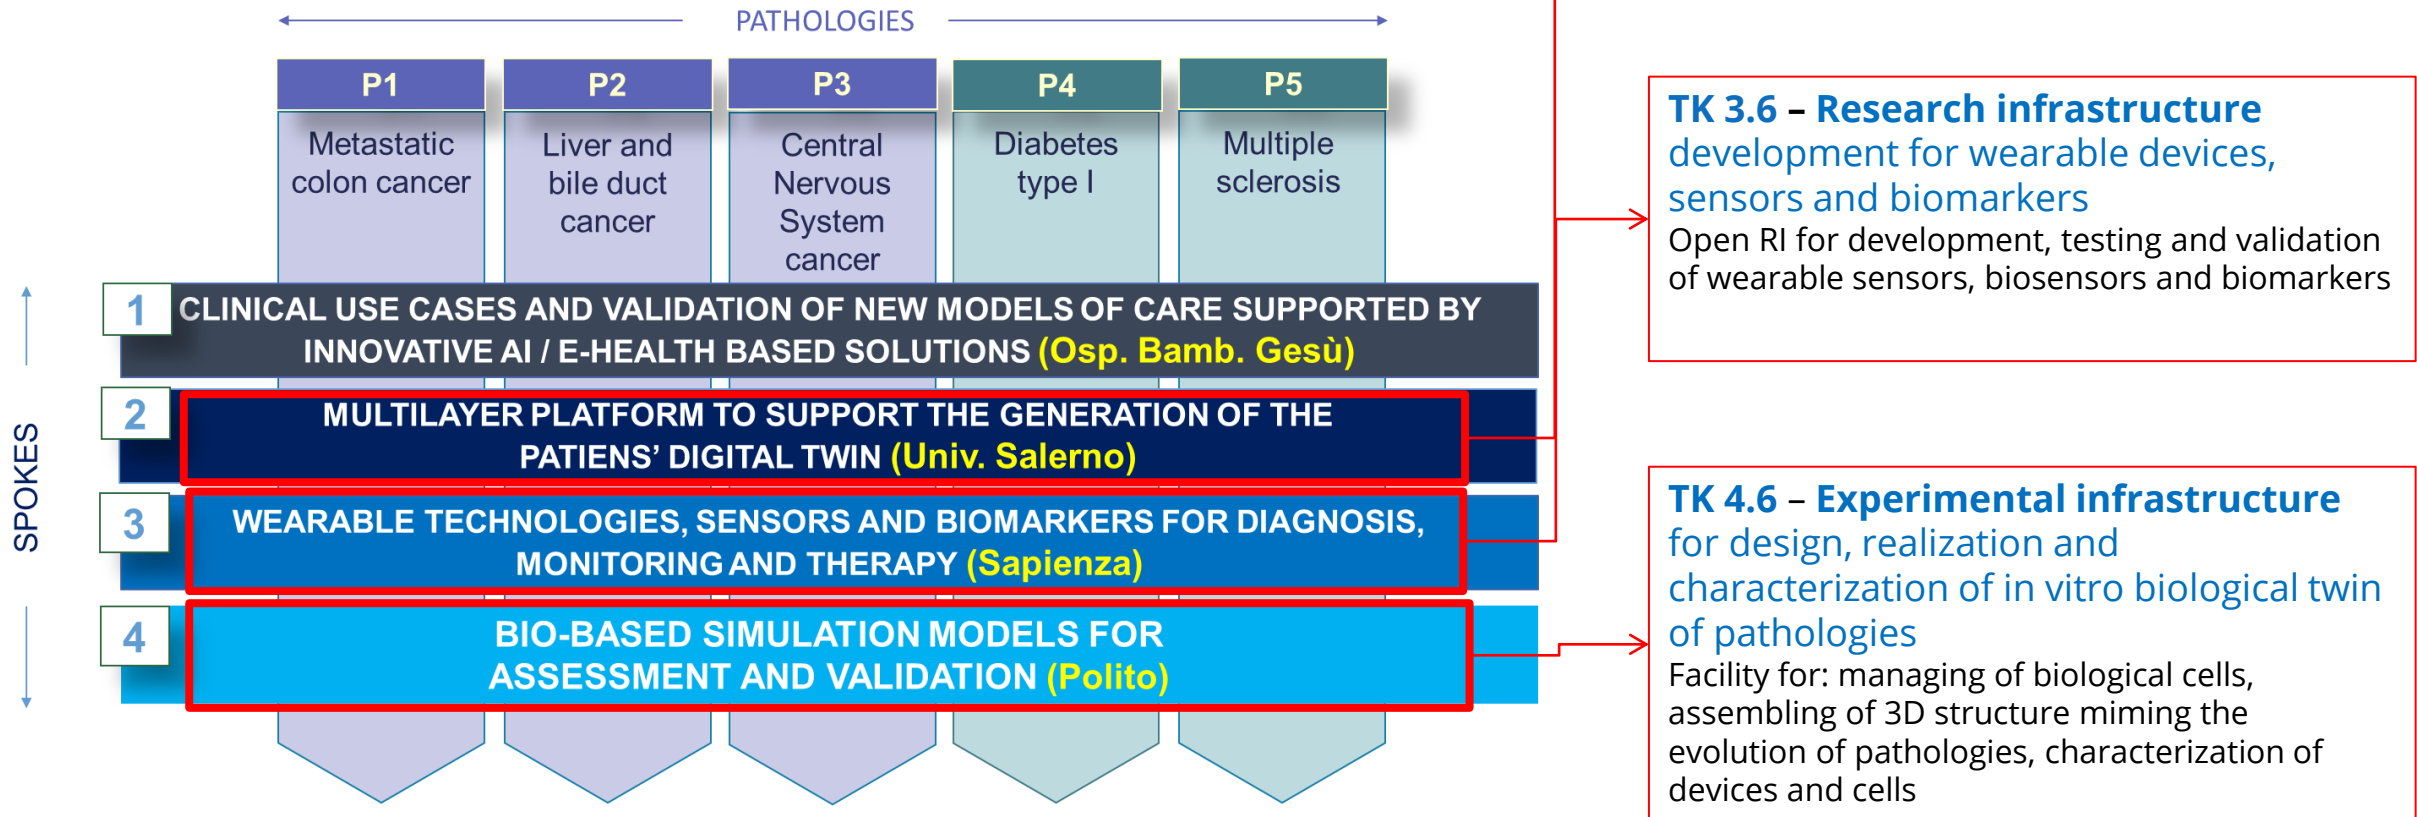 PATHOLOGIES
P1
P2
P3
P4
P5
Metastatic
colon cancer
Liver and
bile duct
cancer
Central
Nervous
System
cancer
Diabetes
type I
Multiple
sclerosis
SPOKES
1
CLINICAL USE CASES AND VALIDATION OF NEW MODELS OF CARE SUPPORTED BY
INNOVATIVE AI / E-HEALTH BASED SOLUTIONS (Osp. Bamb. Gesù)
2
MULTILAYER PLATFORM TO SUPPORT THE GENERATION OF THE
PATIENS’ DIGITAL TWIN (Univ. Salerno)
3
WEARABLE TECHNOLOGIES, SENSORS AND BIOMARKERS FOR DIAGNOSIS,
MONITORING AND THERAPY (Sapienza)
4
BIO-BASED SIMULATION MODELS FOR
ASSESSMENT AND VALIDATION (Polito)
TK 3.6 – Research infrastructure
development for wearable devices,
sensors and biomarkers
Open RI for development, testing and validation
of wearable sensors, biosensors and biomarkers
TK 4.6 – Experimental infrastructure
for design, realization and
characterization of in vitro biological twin
of pathologies
Facility for: managing of biological cells,
assembling of 3D structure miming the
evolution of pathologies, characterization of
devices and cells